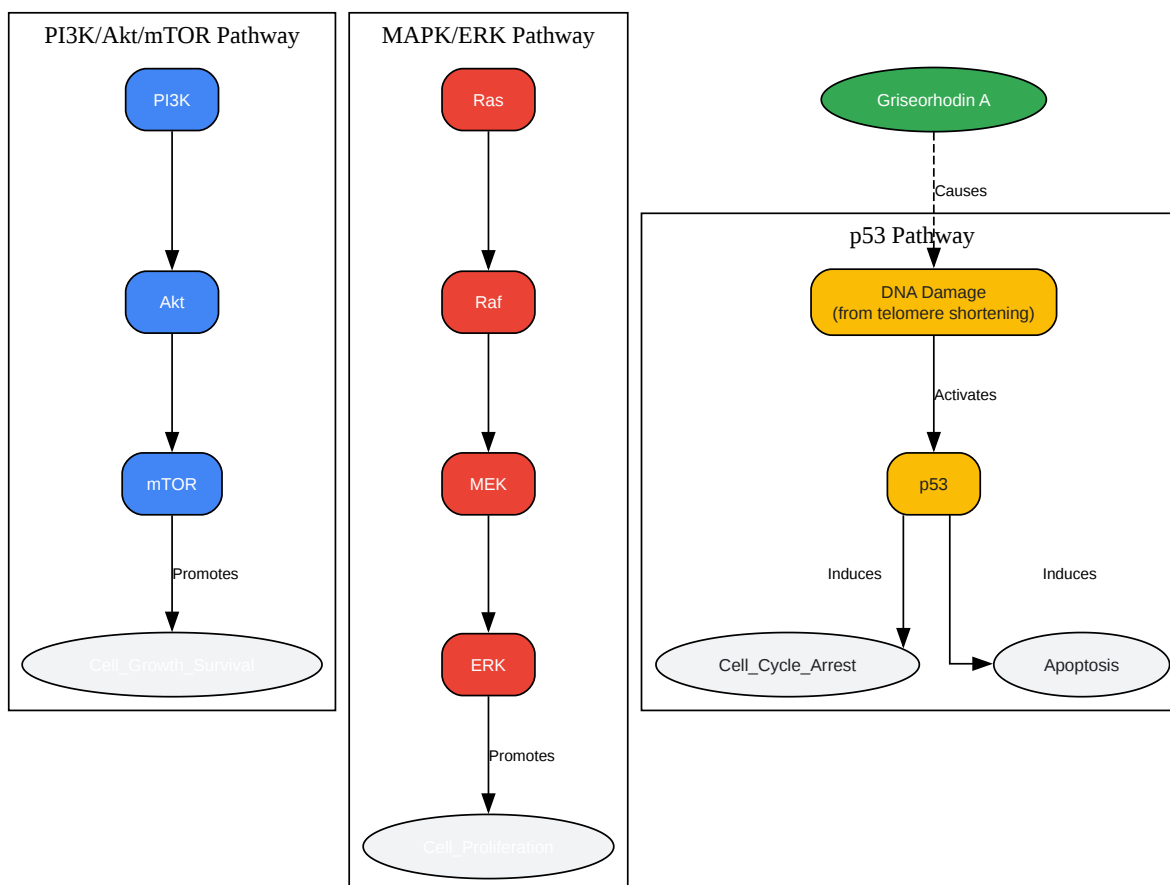 PI3K/Akt/mTOR Pathway
PI3K
Akt
mTOR
Promotes
Cell_Growth_Survival
MAPK/ERK Pathway
Ras
Raf
MEK
ERK
Promotes
Cell_Proliferation
Griseorhodin A
Causes
p53 Pathway
DNA Damage
(from telomere shortening)
Activates
p53
Induces
Induces
Cell_Cycle_Arrest
Apoptosis